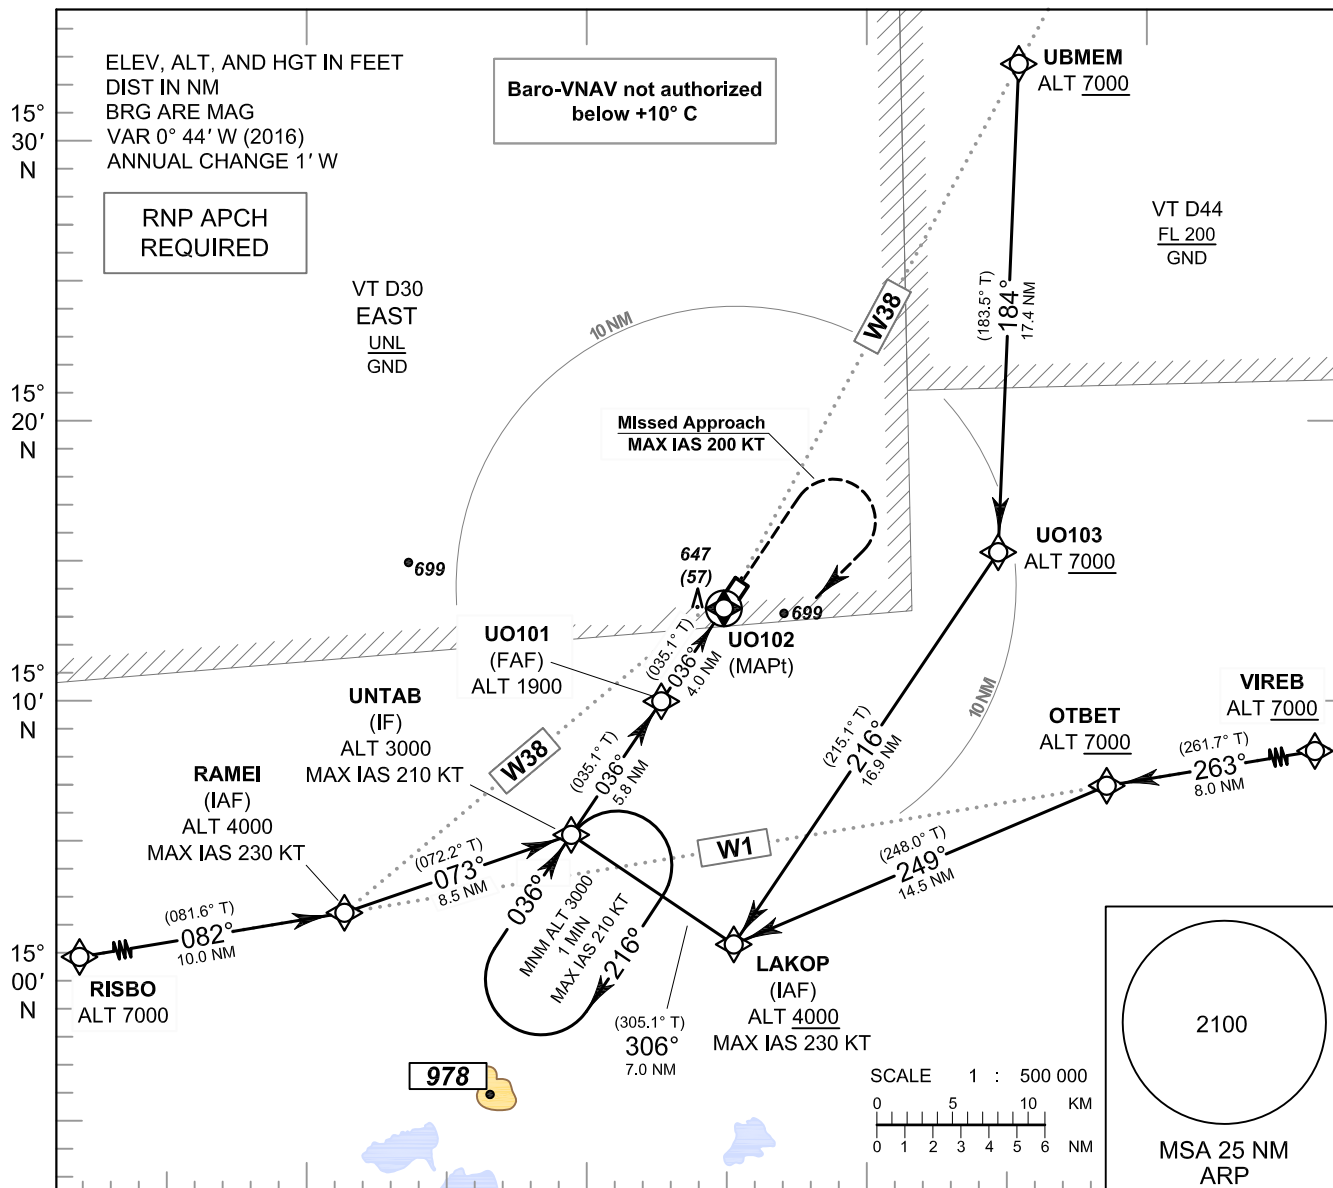 ELEV, ALT, AND HGT IN FEET
DIST IN NM
BRG ARE MAG
VAR 0° 44' W (2016)
ANNUAL CHANGE 1' W
RNP APCH
REQUIRED
Baro-VNAV not authorized
below +10° C
UBMEM
ALT 7000
VT D44
FL 200
GND
VT D30
EAST
UNL
GND
10 NM
W38
(183.5° T)
184°
17.4 NM
15°
30'
N
15°
20'
N
MIssed Approach
MAX IAS 200 KT
647
(57)
699
699
UO103
ALT 7000
UO101
(FAF)
ALT 1900
UO102
(MAPt)
(035.1° T)
036°
4.0 NM
15°
10'
N
UNTAB
(IF)
ALT 3000
MAX IAS 210 KT
W38
(035.1° T)
036°
5.8 NM
(215.1° T)
216°
16.9 NM
10 NM
VIREB
ALT 7000
OTBET
ALT 7000
(261.7° T)
263°
8.0 NM
RAMEI
(IAF)
ALT 4000
MAX IAS 230 KT
(072.2° T)
073°
8.5 NM
W1
(248.0° T)
249°
14.5 NM
(081.6° T)
082°
10.0 NM
036°
MNM ALT 3000
1 MIN
MAX IAS 210 KT
216°
15°
00'
N
RISBO
ALT 7000
LAKOP
(IAF)
ALT 4000
MAX IAS 230 KT
(305.1° T)
306°
7.0 NM
978
SCALE 1 : 500 000
0 5 10 KM
0 1 2 3 4 5 6 NM
2100
MSA 25 NM
ARP